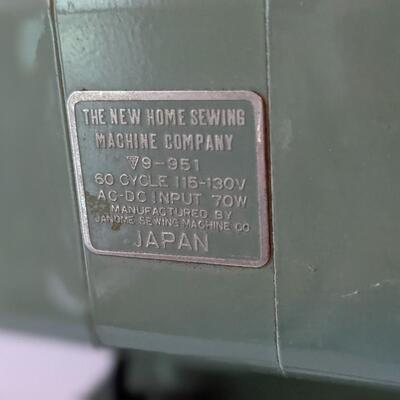 THE NEW HOME SEWING
MACHINE COMPANY
▽9-951
60 CYCLE 115-130V
AC-DC INPUT 70W
MANUFACTURED BY
JANOME SEWING MACHINE CO
JAPAN